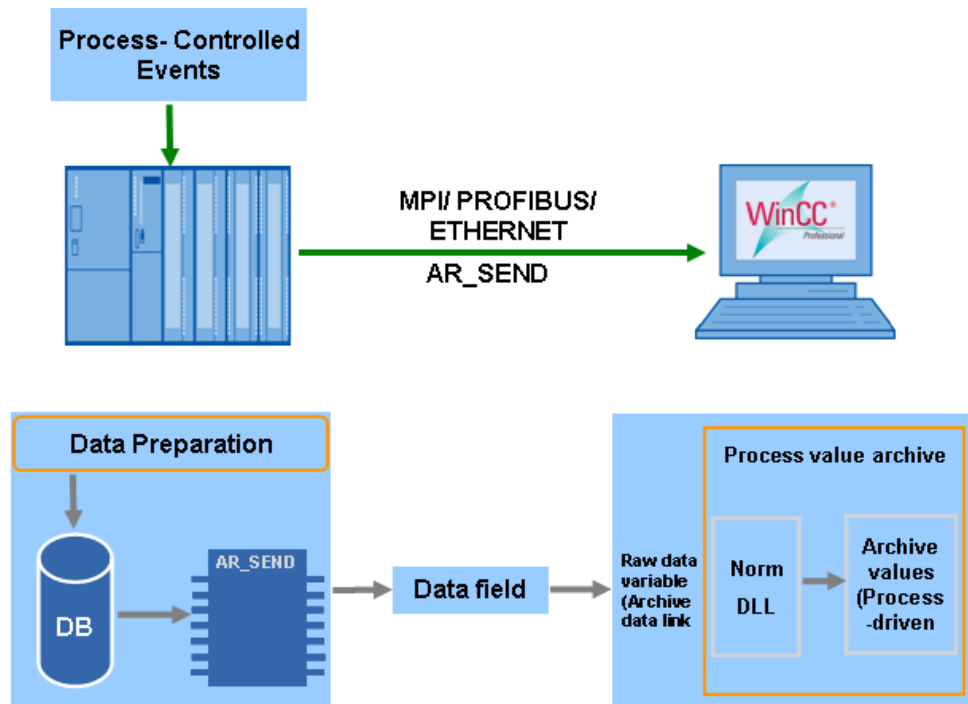 Process- Controlled
Events
MPI/ PROFIBUS/
ETHERNET
AR_SEND
WinCC®
Professional
Data Preparation
DB
AR_SEND
Data field
Raw data
variable
(Archive
data link
Process value archive
Norm
DLL
Archive
values
(Process
-driven